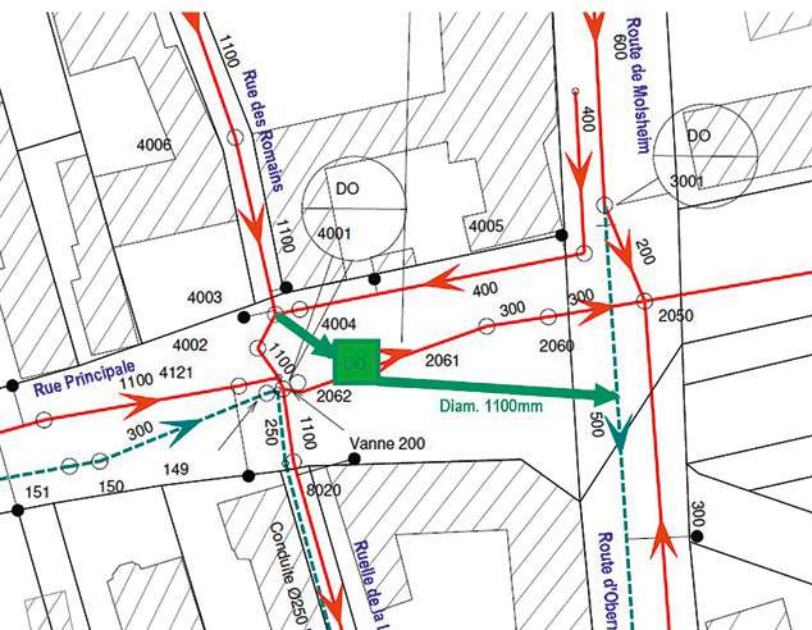 1100
Rue des Romains
4006
1100
DO
4001
4005
400
Route de Molsheim
600
DO
3001
200
4003
4004
400
300
300
2050
4002
1100
DO
2061
2060
Rue Principale
1100
4121
2062
Diam. 1100mm
500
300
250
1100
Vanne 200
151
150
149
8020
300
Conduite Ø250
Ruelle de la
Route d'Obern